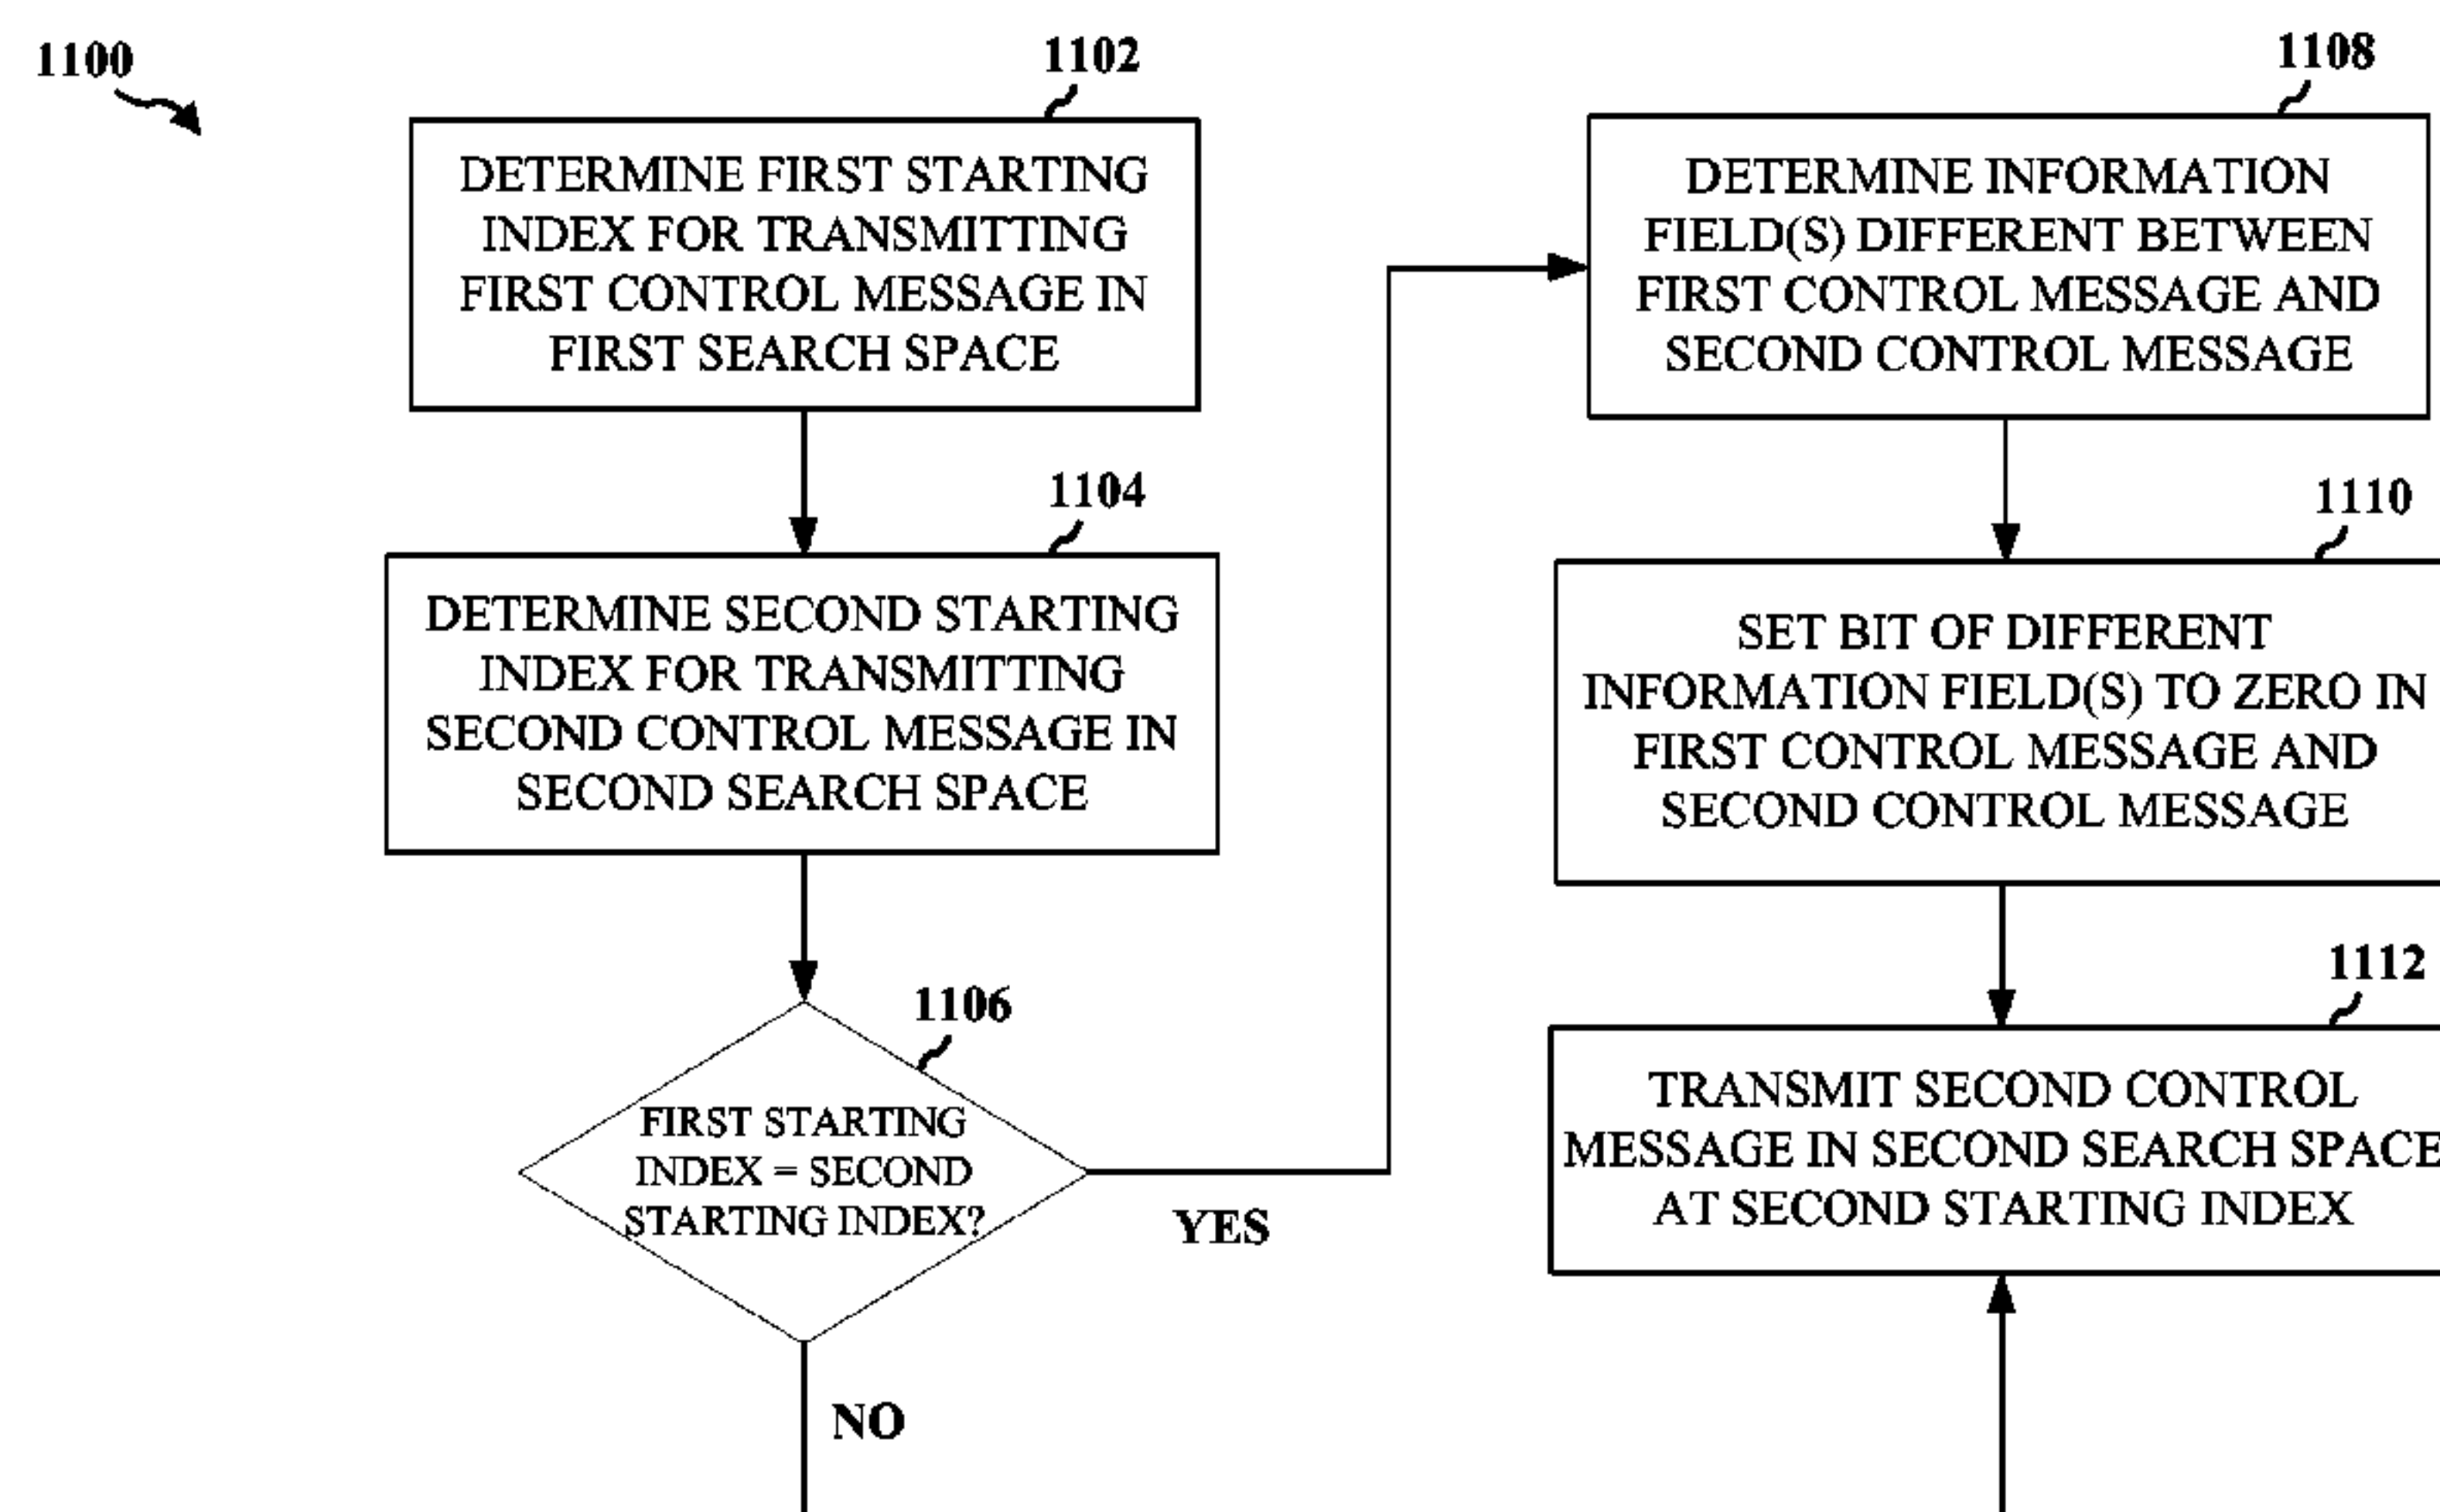 1100
1102
DETERMINE FIRST STARTING
INDEX FOR TRANSMITTING
FIRST CONTROL MESSAGE IN
FIRST SEARCH SPACE
1104
DETERMINE SECOND STARTING
INDEX FOR TRANSMITTING
SECOND CONTROL MESSAGE IN
SECOND SEARCH SPACE
1106
FIRST STARTING
INDEX = SECOND
STARTING INDEX?
YES
NO
1108
DETERMINE INFORMATION
FIELD(S) DIFFERENT BETWEEN
FIRST CONTROL MESSAGE AND
SECOND CONTROL MESSAGE
1110
SET BIT OF DIFFERENT
INFORMATION FIELD(S) TO ZERO IN
FIRST CONTROL MESSAGE AND
SECOND CONTROL MESSAGE
1112
TRANSMIT SECOND CONTROL
MESSAGE IN SECOND SEARCH SPACE
AT SECOND STARTING INDEX